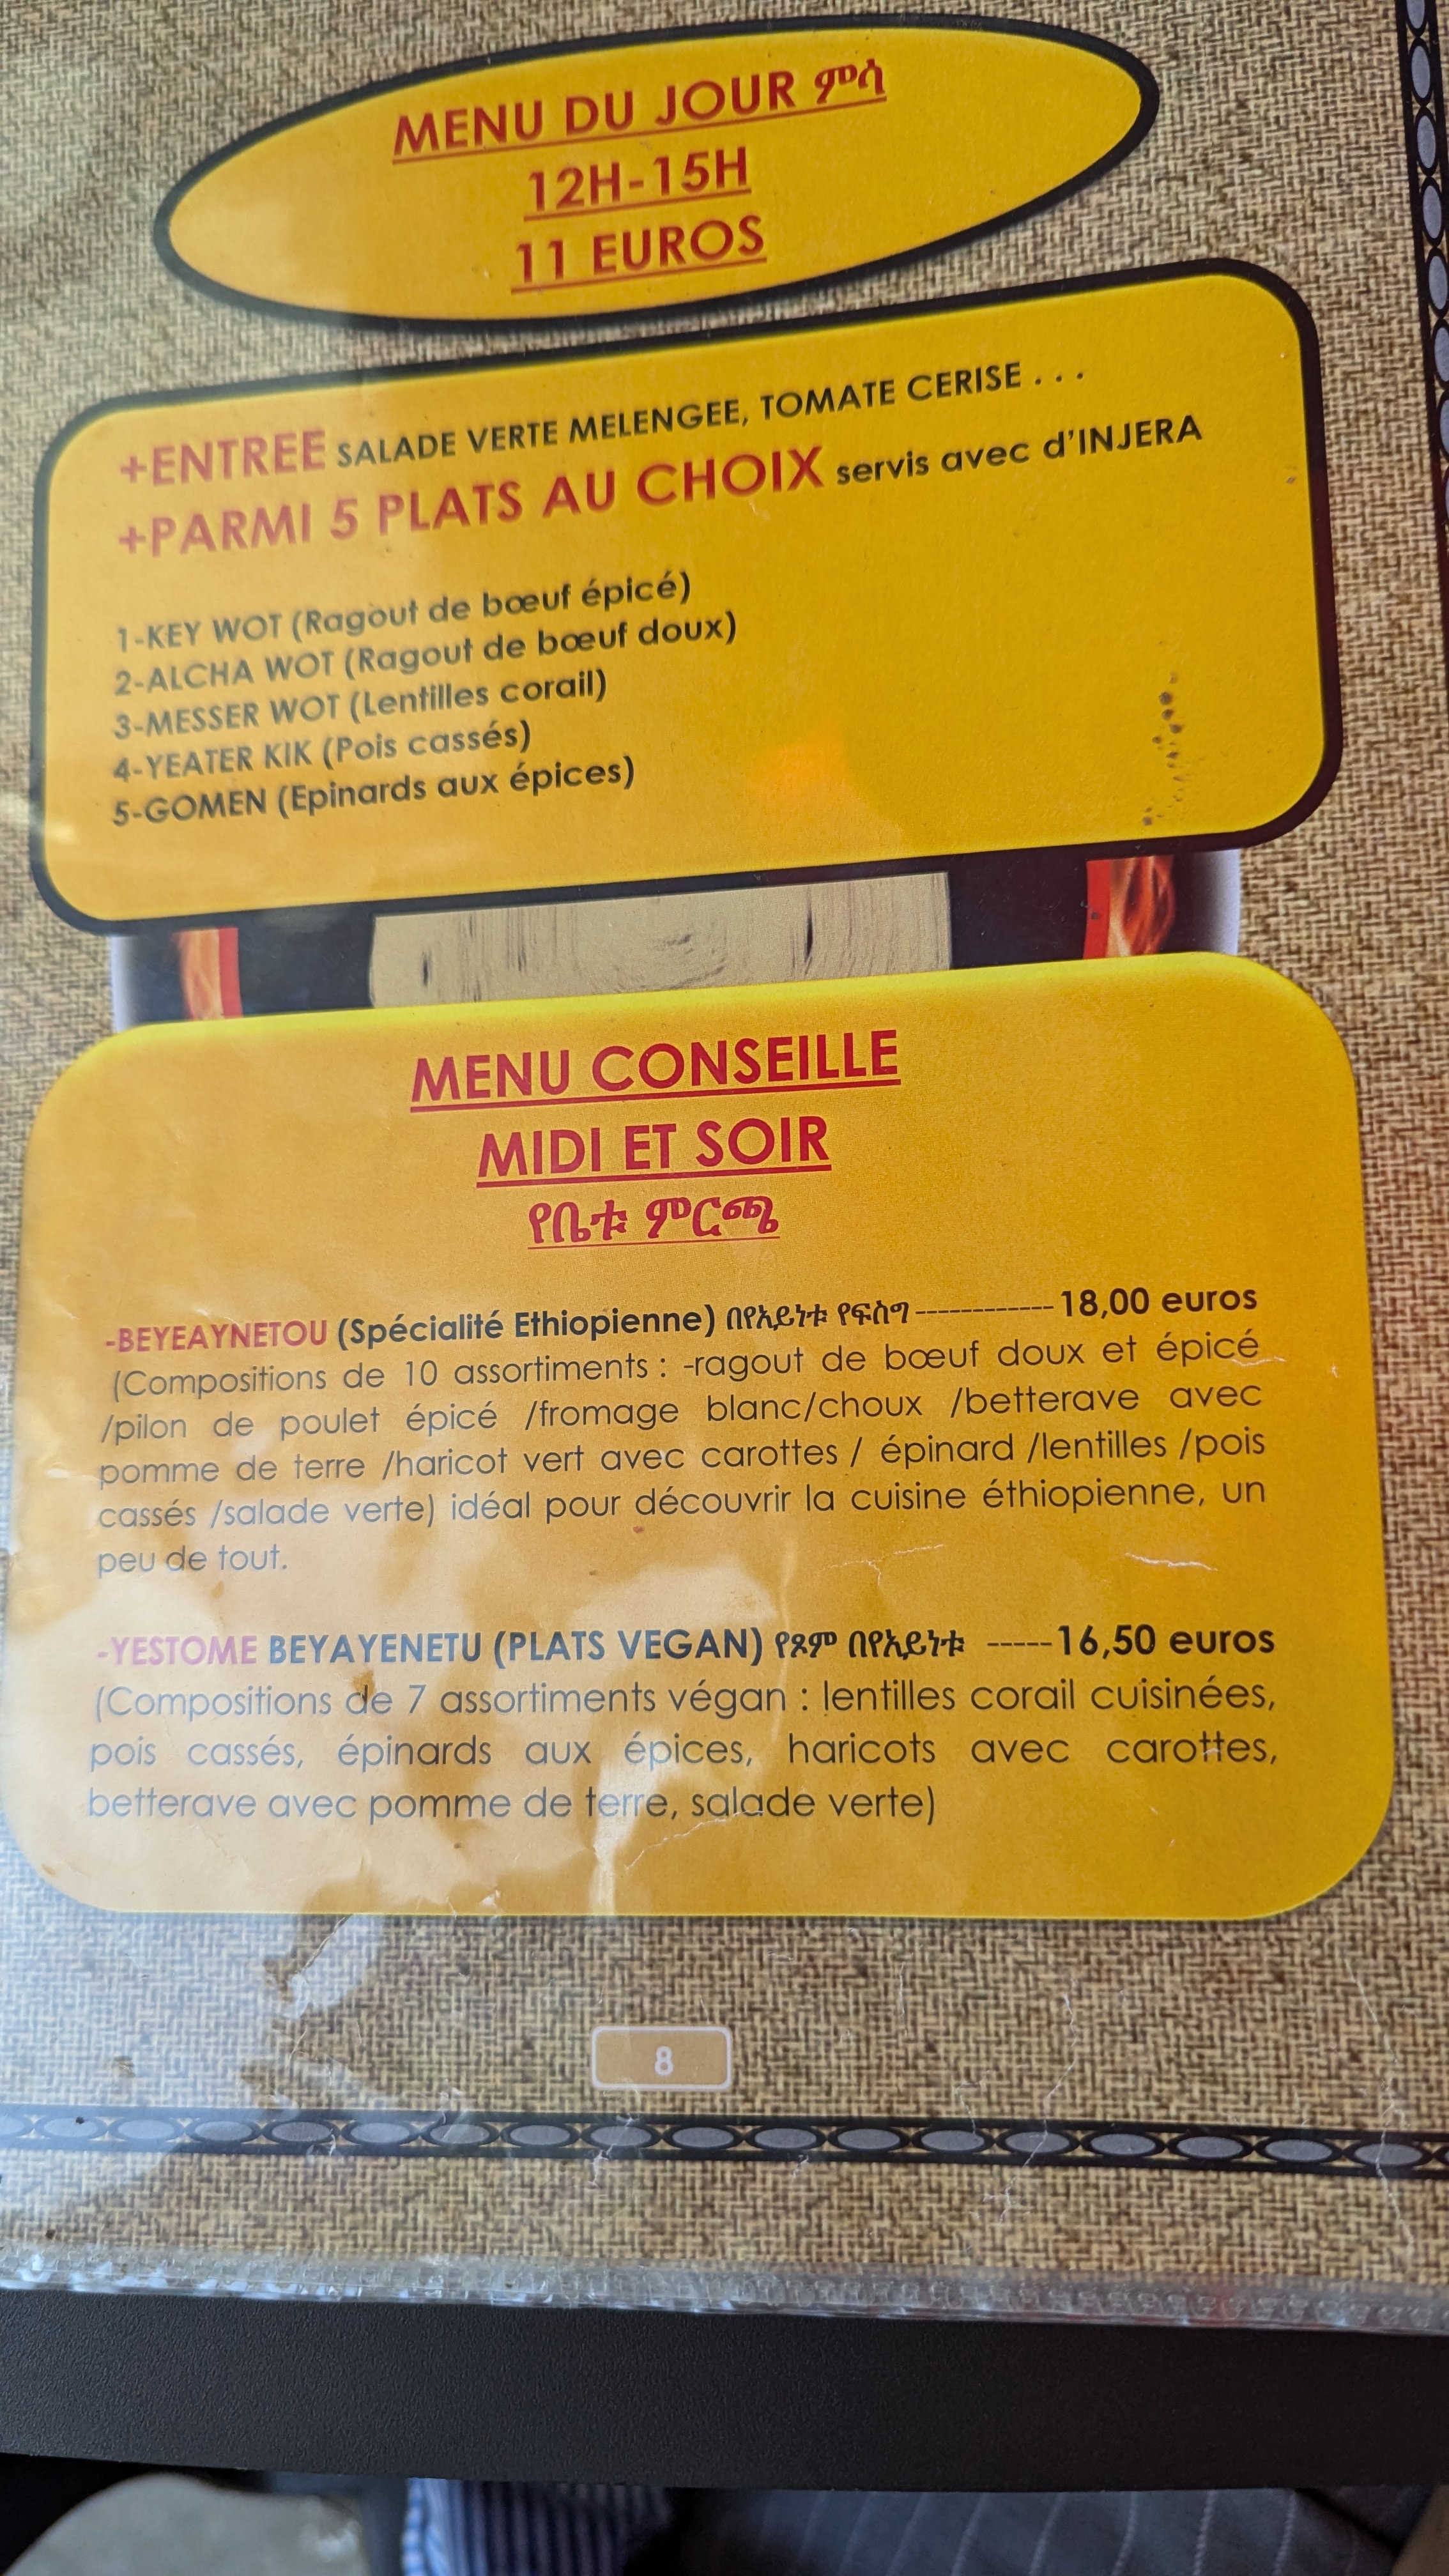 MENU DU JOUR ምሳ
12H-15H
11 EUROS
+ENTREE SALADE VERTE MELENGEE, TOMATE CERISE . . .
+PARMI 5 PLATS AU CHOIX servis avec d'INJERA
1-KEY WOT (Ragout de bœuf épicé)
2-ALCHA WOT (Ragout de bœuf doux)
3-MESSER WOT (Lentilles corail)
4-YEATER KIK (Pois cassés)
5-GOMEN (Epinards aux épices)
MENU CONSEILLE
MIDI ET SOIR
የቤቱ ምርጫ
-BEYEAYNETOU (Spécialité Ethiopienne) በየአይነቱ የፍስግ------------18,00 euros
(Compositions de 10 assortiments : -ragout de bœuf doux et épicé
/pilon de poulet épicé /fromage blanc/choux /betterave avec
pomme de terre /haricot vert avec carottes / épinard /lentilles /pois
cassés /salade verte) idéal pour découvrir la cuisine éthiopienne, un
peu de tout.
-YESTOME BEYAYENETU (PLATS VEGAN) የጾም በየአይነቱ -----16,50 euros
(Compositions de 7 assortiments végan : lentilles corail cuisinées,
pois cassés, épinards aux épices, haricots avec carottes,
betterave avec pomme de terre, salade verte)
8